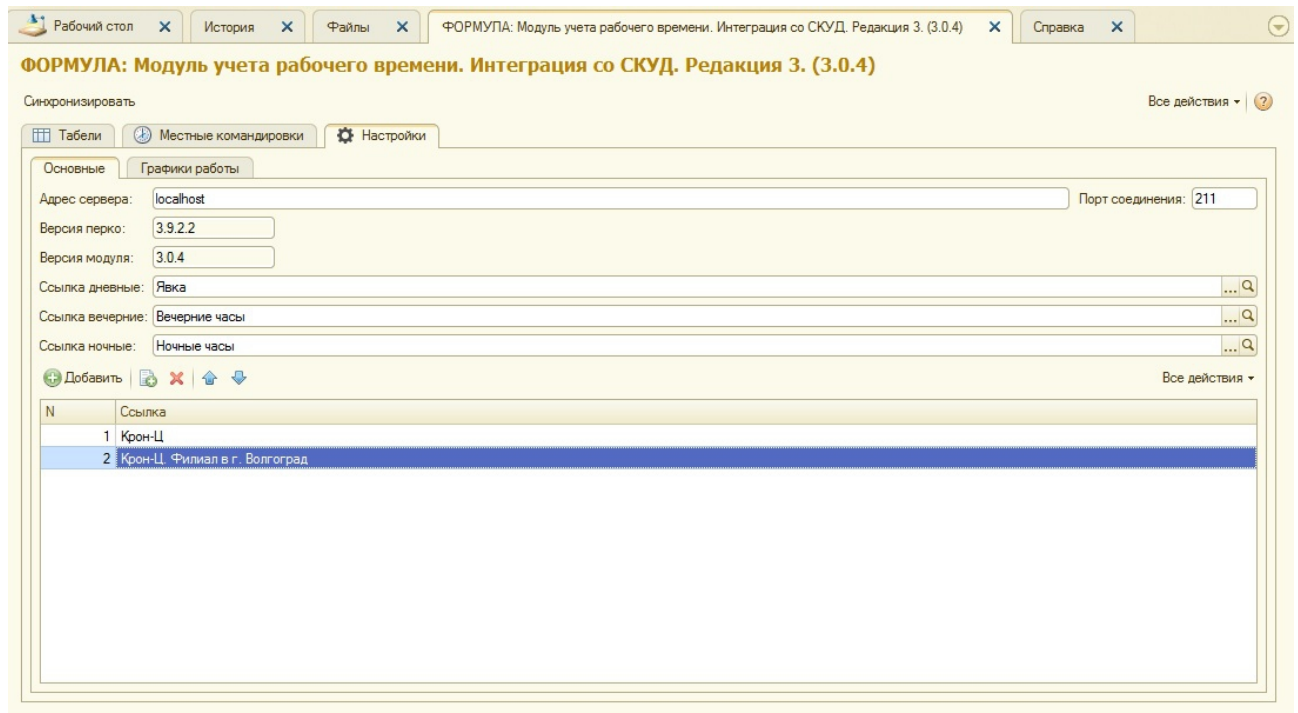 Рабочий стол История Файлы ФОРМУЛА: Модуль учета рабочего времени. Интеграция со СКУД. Редакция 3. (3.0.4) Справка
ФОРМУЛА: Модуль учета рабочего времени. Интеграция со СКУД. Редакция 3. (3.0.4)
Синхронизировать Все действия
Табели Местные командировки Настройки
Основные Графики работы
Адрес сервера: localhost Порт соединения: 211
Версия перко: 3.9.2.2
Версия модуля: 3.0.4
Ссылка дневные: Явка ...
Ссылка вечерние: Вечерние часы ...
Ссылка ночные: Ночные часы ...
Добавить Все действия
N Ссылка
1 Крон-Ц
2 Крон-Ц. Филиал в г. Волгоград